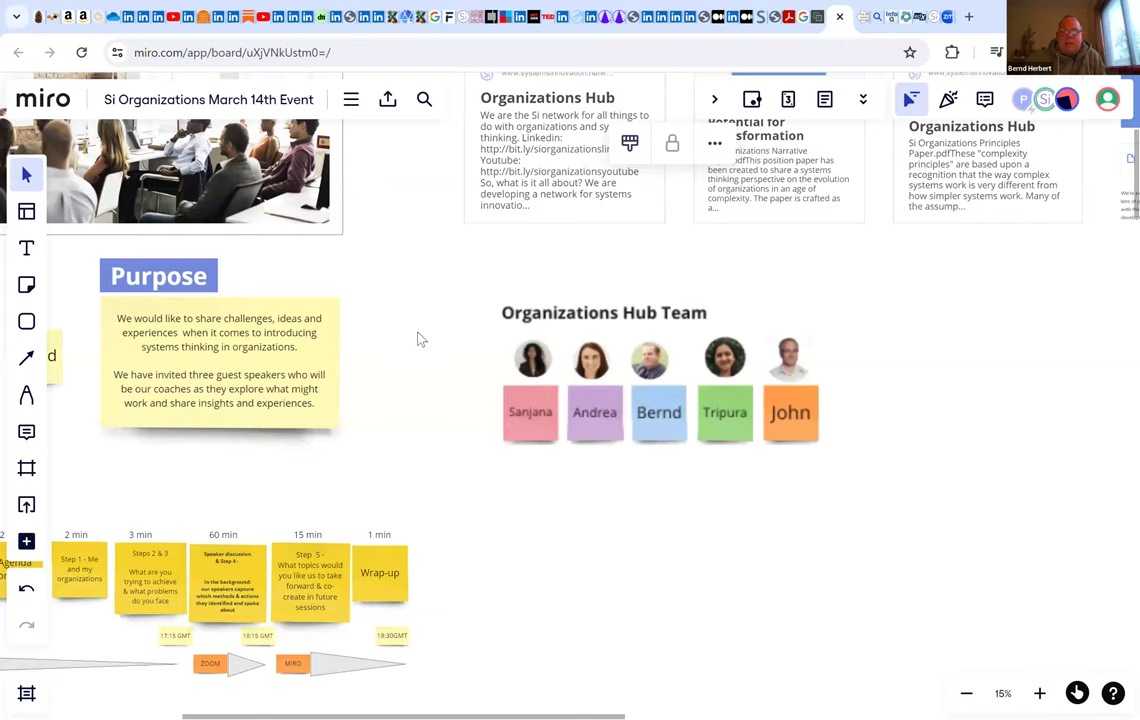 miro.com/app/board/uXjVNkUstm0=/
Bernd Herbert
miro
Si Organizations March 14th Event
www.systemsinnovation.netw...
Organizations Hub
We are the Si network for all things to
do with organizations and sy
thinking. Linkedin:
http://bit.ly/siorganizationslin
Youtube:
http://bit.ly/siorganizationsyoutube
So, what is it all about? We are
developing a network for systems
innovatio...
Potential for
sformation
nizations Narrative
.pdfThis position paper has
been created to share a systems
thinking perspective on the evolution
of organizations in an age of
complexity. The paper is crafted as
a...
Organizations Hub
Si Organizations Principles
Paper.pdfThese "complexity
principles" are based upon a
recognition that the way complex
systems work is very different from
how simpler systems work. Many of
the assump...
Purpose
We would like to share challenges, ideas and
experiences when it comes to introducing
systems thinking in organizations.
We have invited three guest speakers who will
be our coaches as they explore what might
work and share insights and experiences.
d
Organizations Hub Team
Sanjana
Andrea
Bernd
Tripura
John
2
2 min
3 min
60 min
15 min
1 min
Agenda
Step 1 - Me
and my
organizations
Steps 2 & 3
What are you
trying to achieve
& what problems
do you face
Speaker discussion
& Step 4 -
In the background:
our speakers capture
which methods & actions
they identified and spoke
about
Step 5 -
What topics would
you like us to take
forward & co-
create in future
sessions
Wrap-up
17:15 GMT
18:15 GMT
18:30GMT
ZOOM
MIRO
15%